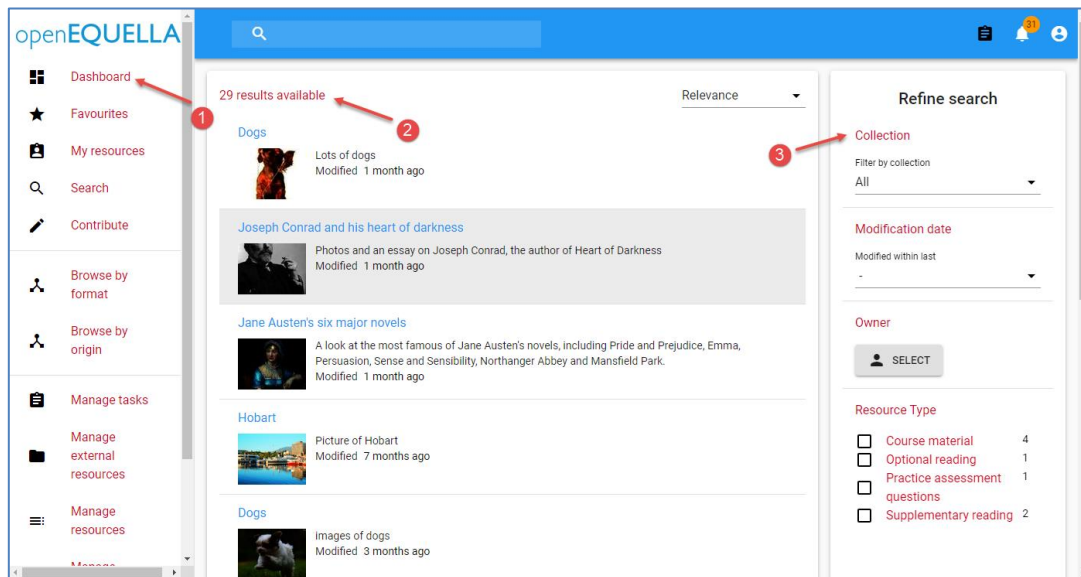 openEQUELLA
31
Dashboard
Favourites
My resources
Search
Contribute
Browse by
format
Browse by
origin
Manage tasks
Manage
external
resources
Manage
resources
1
29 results available
Relevance
2
Dogs
Lots of dogs
Modified 1 month ago
Joseph Conrad and his heart of darkness
Photos and an essay on Joseph Conrad, the author of Heart of Darkness
Modified 1 month ago
Jane Austen's six major novels
A look at the most famous of Jane Austen's novels, including Pride and Prejudice, Emma,
Persuasion, Sense and Sensibility, Northanger Abbey and Mansfield Park.
Modified 1 month ago
Hobart
Picture of Hobart
Modified 7 months ago
Dogs
images of dogs
Modified 3 months ago
Refine search
3
Collection
Filter by collection
All
Modification date
Modified within last
-
Owner
SELECT
Resource Type
Course material 4
Optional reading 1
Practice assessment 1
questions
Supplementary reading 2